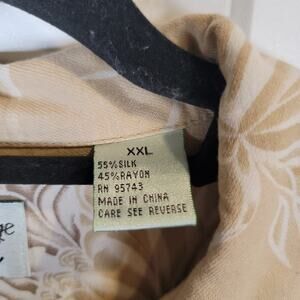 XXL
55% SILK
45% RAYON
RN 95743
MADE IN CHINA
CARE SEE REVERSE